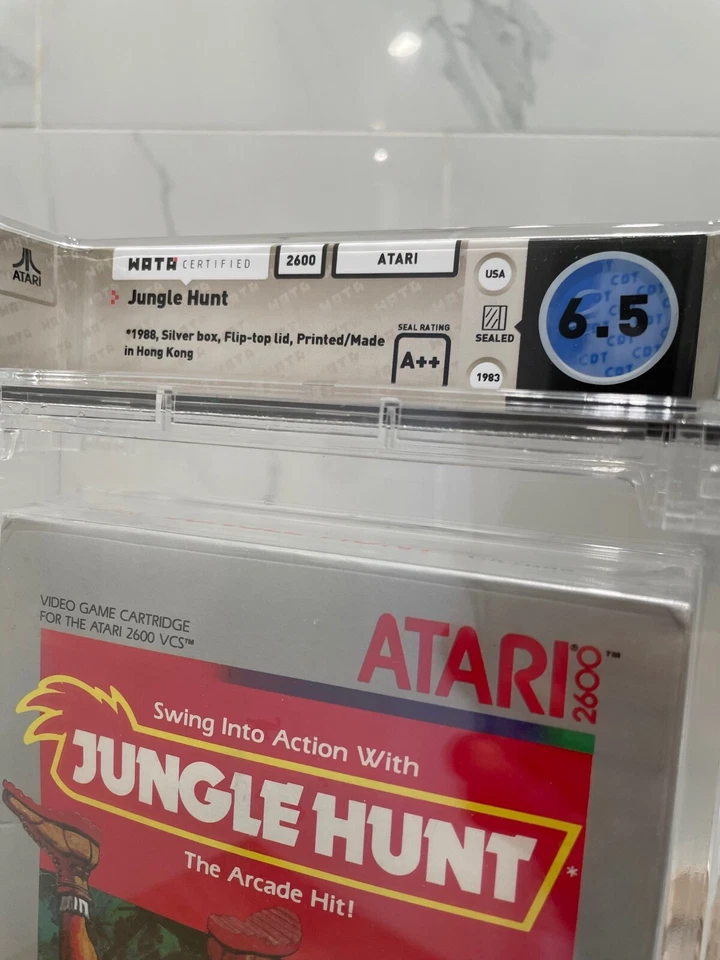 ATARI
WATA CERTIFIED
2600
ATARI
USA
Jungle Hunt
*1988, Silver box, Flip-top lid, Printed/Made
in Hong Kong
SEAL RATING
A++
SEALED
1983
6.5
CDT
VIDEO GAME CARTRIDGE
FOR THE ATARI 2600 VCS™
ATARI® 2600™
Swing Into Action With
JUNGLE HUNT*
The Arcade Hit!